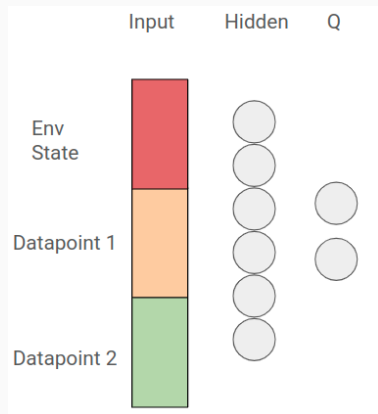 Input Hidden Q
Env
State
Datapoint 1
Datapoint 2